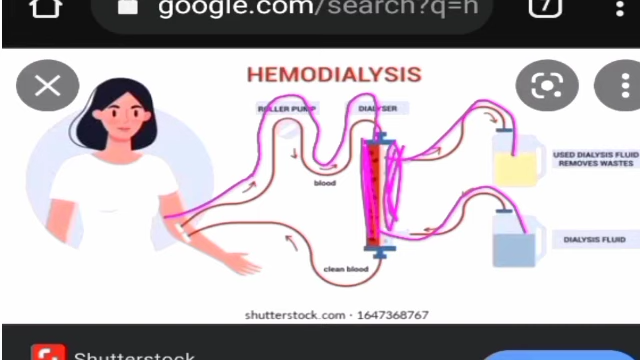 google.com/search?q=h
7
HEMODIALYSIS
ROLLER PUMP
DIALYSER
USED DIALYSIS FLUID
REMOVES WASTES
blood
DIALYSIS FLUID
clean blood
shutterstock.com · 1647368767
Shutterstock